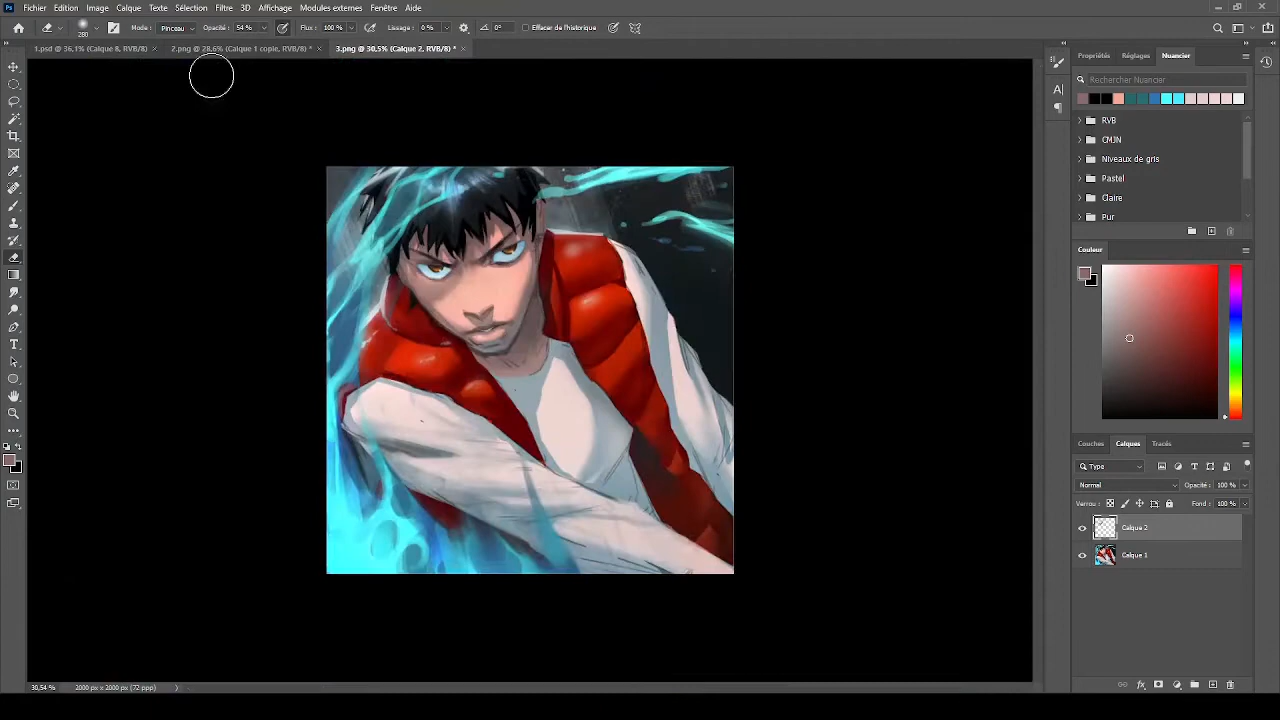 Fichier Edition Image Calque Texte Sélection Filtre 3D Affichage Modules externes Fenêtre Aide
280 Mode : Pinceau Opacité : 54 % Flux : 100 % Lissage : 0 % 0° Effacer de l'historique
1.psd @ 36,1% (Calque 8, RVB/8) × 2.png @ 28,6% (Calque 1 copie, RVB/8) * × 3.png @ 30,5% (Calque 2, RVB/8) * ×
Propriétés Réglages Nuancier
Rechercher Nuancier
RVB
CMJN
Niveaux de gris
Pastel
Claire
Pur
Couleur
Couches Calques Tracés
Type
Normal Opacité : 100 %
Verrou : Fond : 100 %
Calque 2
Calque 1
30,54 % 2000 px x 2000 px (72 ppp)